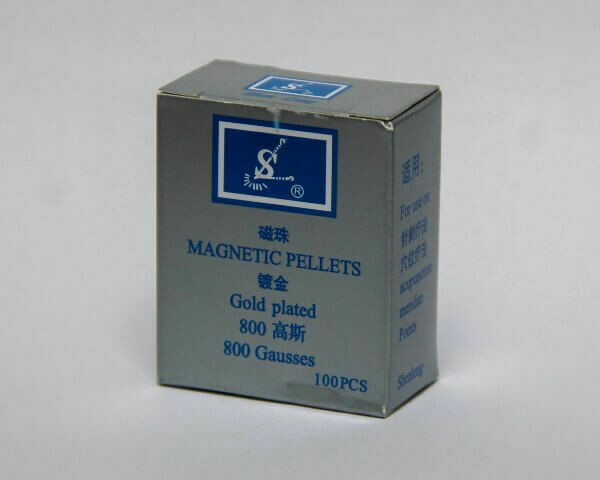 SL
®
磁珠
MAGNETIC PELLETS
镀金
Gold plated
800 高斯
800 Gausses
100PCS
适用:
For use on
针刺疗法
穴位疗法
acupuncture
meridian
Points
Shenlong